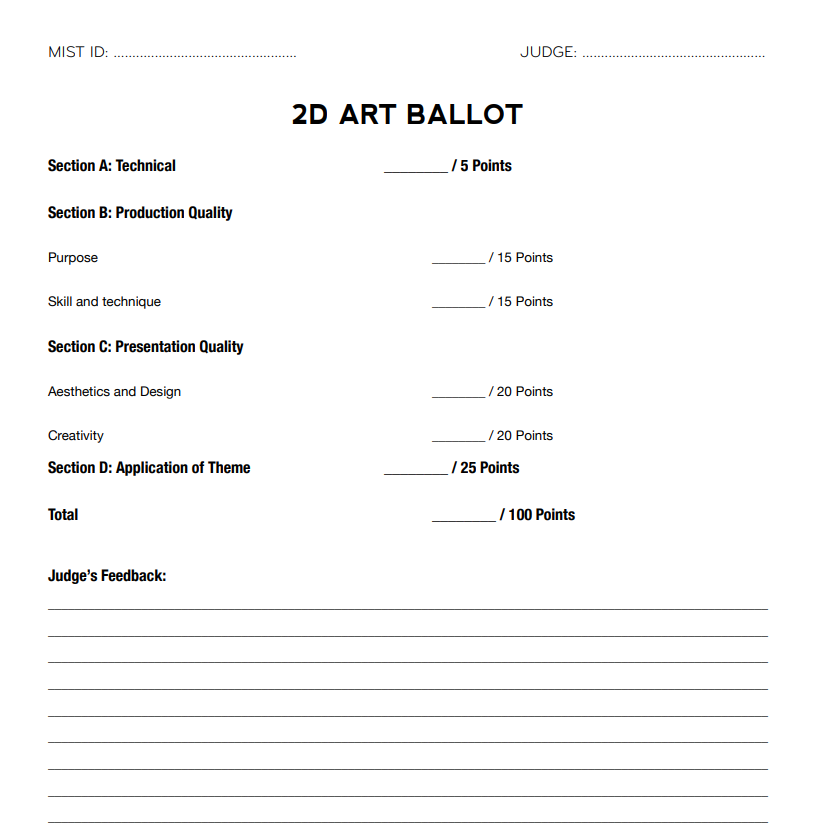 MIST ID: ................................................. JUDGE: .................................................
2D ART BALLOT
Section A: Technical ________ / 5 Points
Section B: Production Quality
Purpose _______ / 15 Points
Skill and technique _______ / 15 Points
Section C: Presentation Quality
Aesthetics and Design _______ / 20 Points
Creativity _______ / 20 Points
Section D: Application of Theme ________ / 25 Points
Total ________ / 100 Points
Judge’s Feedback: